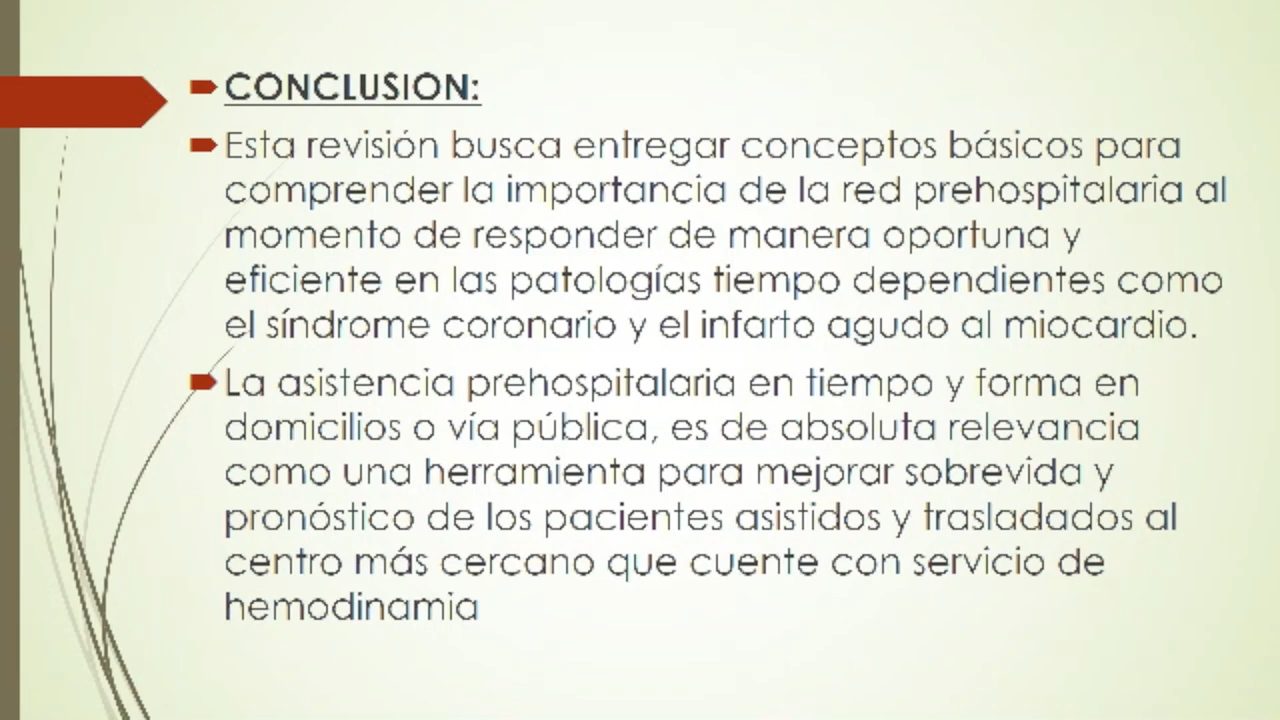 CONCLUSION:
Esta revisión busca entregar conceptos básicos para
comprender la importancia de la red prehospitalaria al
momento de responder de manera oportuna y
eficiente en las patologías tiempo dependientes como
el síndrome coronario y el infarto agudo al miocardio.
La asistencia prehospitalaria en tiempo y forma en
domicilios o vía pública, es de absoluta relevancia
como una herramienta para mejorar sobrevida y
pronóstico de los pacientes asistidos y trasladados al
centro más cercano que cuente con servicio de
hemodinamia